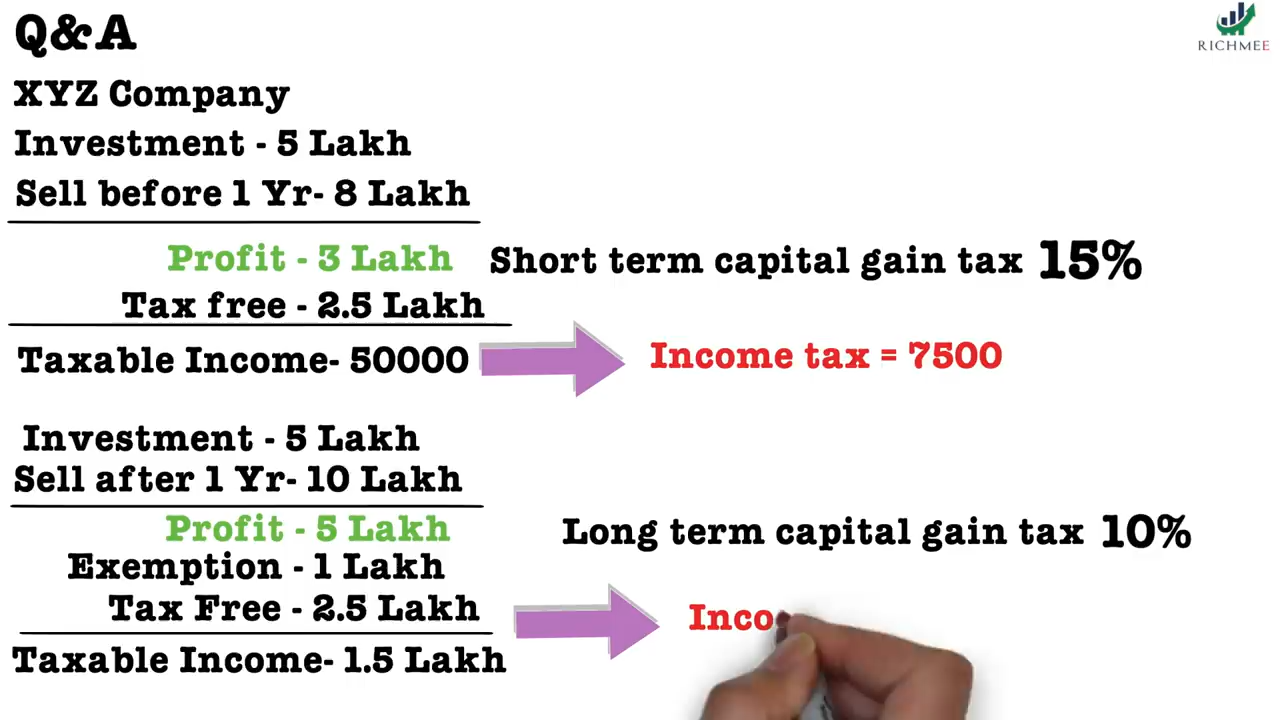 Q&A
RICHMEE
XYZ Company
Investment - 5 Lakh
Sell before 1 Yr- 8 Lakh
Profit - 3 Lakh
Short term capital gain tax 15%
Tax free - 2.5 Lakh
Taxable Income- 50000
Income tax = 7500
Investment - 5 Lakh
Sell after 1 Yr- 10 Lakh
Profit - 5 Lakh
Long term capital gain tax 10%
Exemption - 1 Lakh
Tax Free - 2.5 Lakh
Inco
Taxable Income- 1.5 Lakh